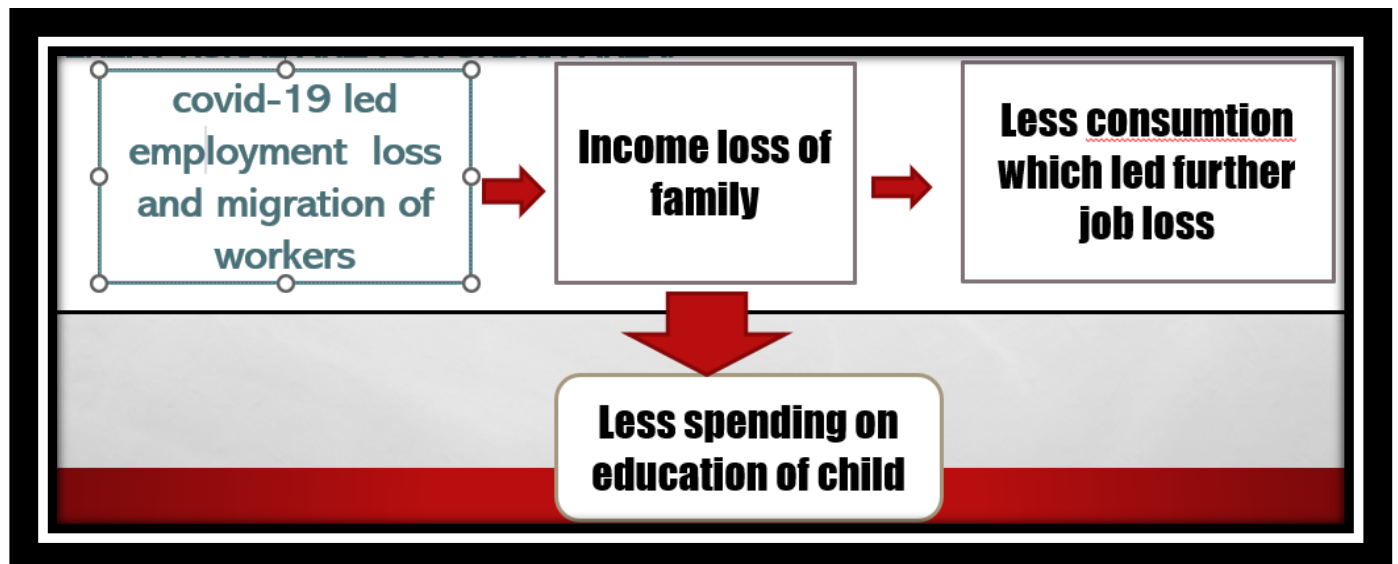 covid-19 led
employment loss
and migration of
workers
Income loss of
family
Less consumtion
which led further
job loss
Less spending on
education of child